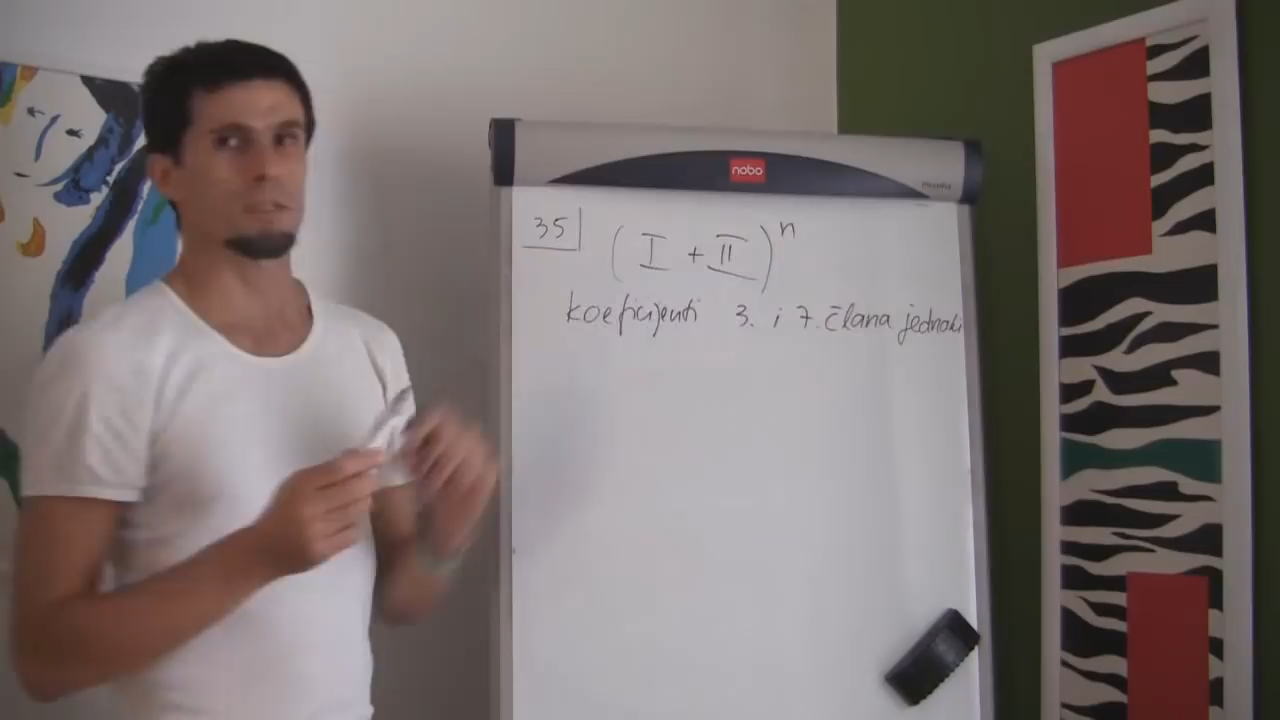 nobo
35 (I + II)ⁿ
koeficijenti 3. i 7. člana jednaki